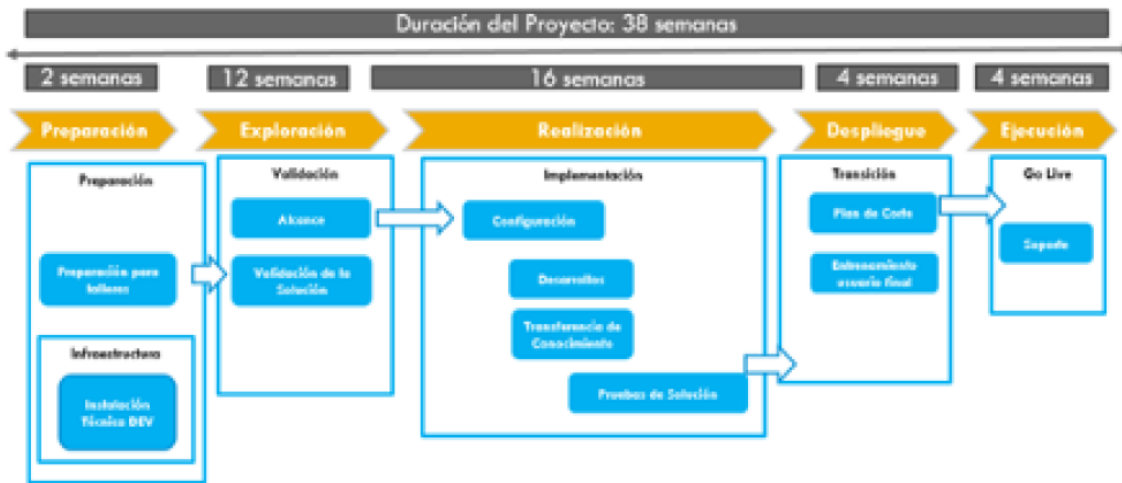 Duración del Proyecto: 38 semanas
2 semanas
12 semanas
16 semanas
4 semanas
4 semanas
Preparación
Exploración
Realización
Despliegue
Ejecución
Preparación
Preparación para
talleres
Infraestructura
Instalación
Técnica DEV
Validación
Alcance
Validación de la
Solución
Implementación
Configuración
Desarrollos
Transferencia de
Conocimiento
Pruebas de Solución
Transición
Plan de Corte
Entrenamiento
usuario final
Go Live
Soporte